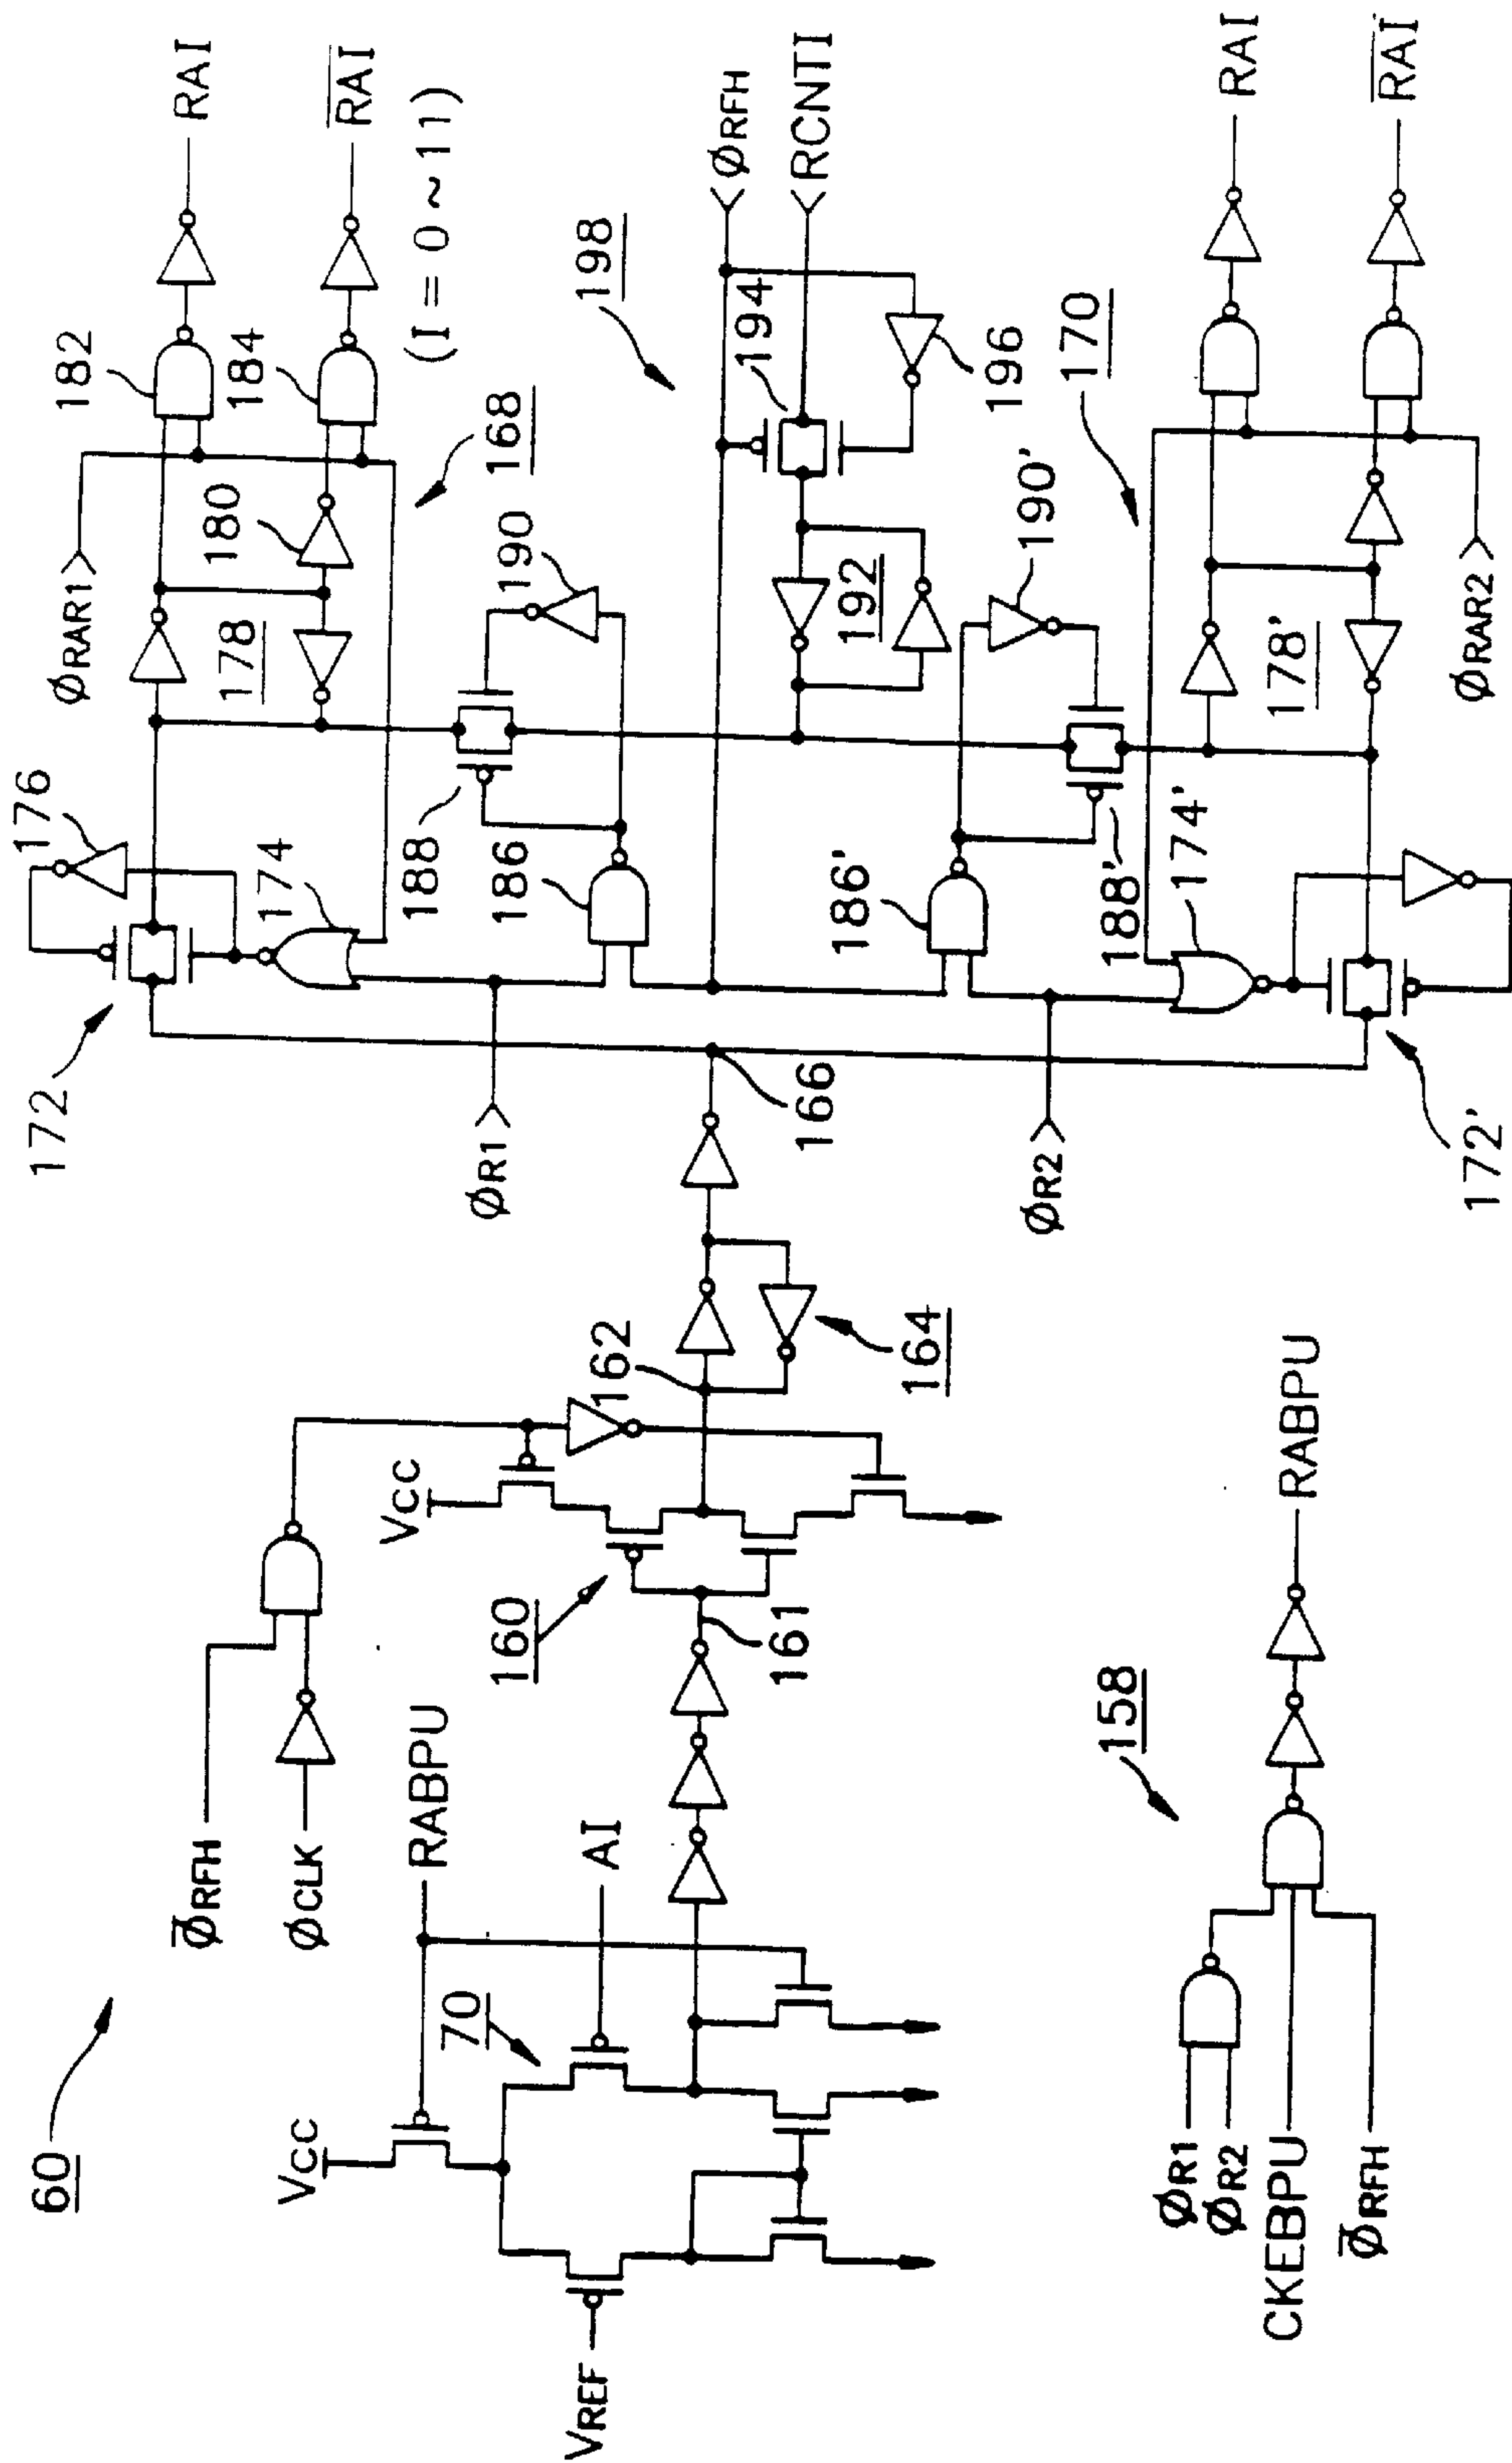 60
VREF
VCC
70
RABPU
AI
φ̅RFH
φCLK
160
161
VCC
162
164
166
172
176
174
φR1
φR2
172'
174'
188
186
186'
188'
190
190'
178
180
φRAR1
168
182
184
RAI
R̅A̅I̅
(I = 0 ~ 11)
198
φRFH
RCNTI
194
196
192
170
178'
φRAR2
RAI
R̅A̅I̅
158
φR1
φR2
CKEBPU
φ̅RFH
RABPU